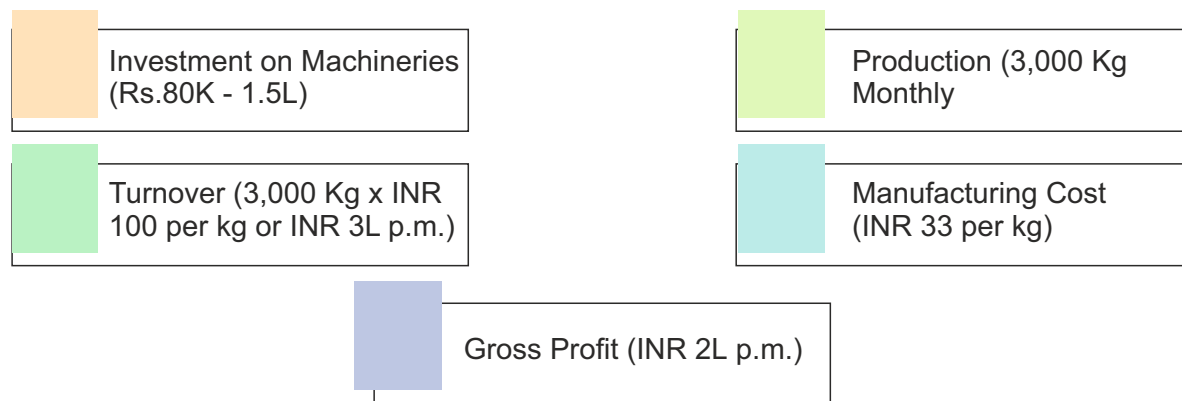 Investment on Machineries
(Rs.80K - 1.5L)
Production (3,000 Kg
Monthly
Turnover (3,000 Kg x INR
100 per kg or INR 3L p.m.)
Manufacturing Cost
(INR 33 per kg)
Gross Profit (INR 2L p.m.)